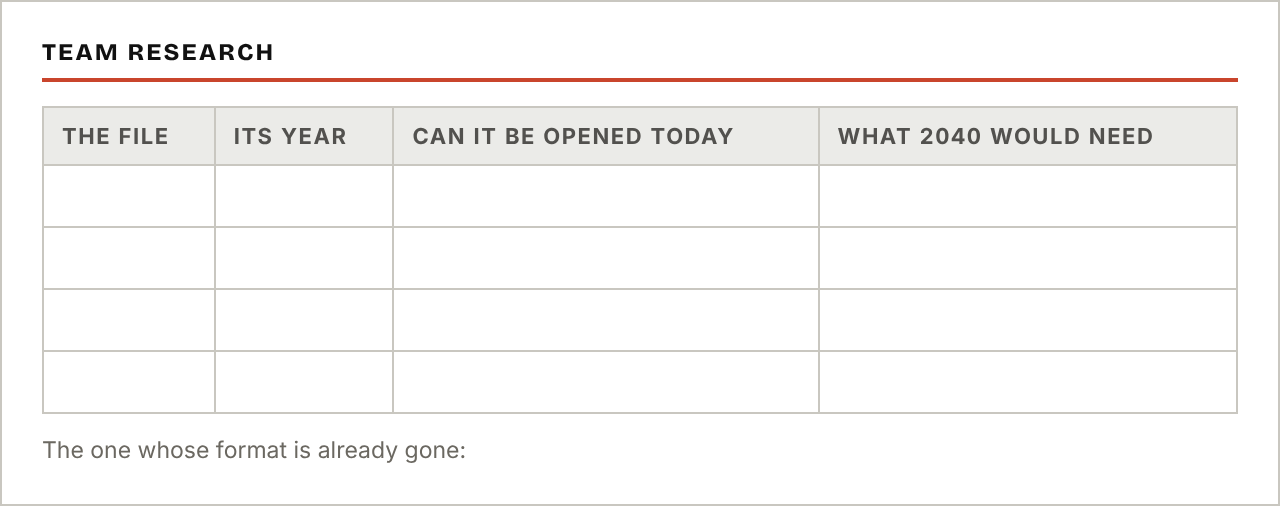 TEAM RESEARCH
THE FILE ITS YEAR CAN IT BE OPENED TODAY WHAT 2040 WOULD NEED
The one whose format is already gone: